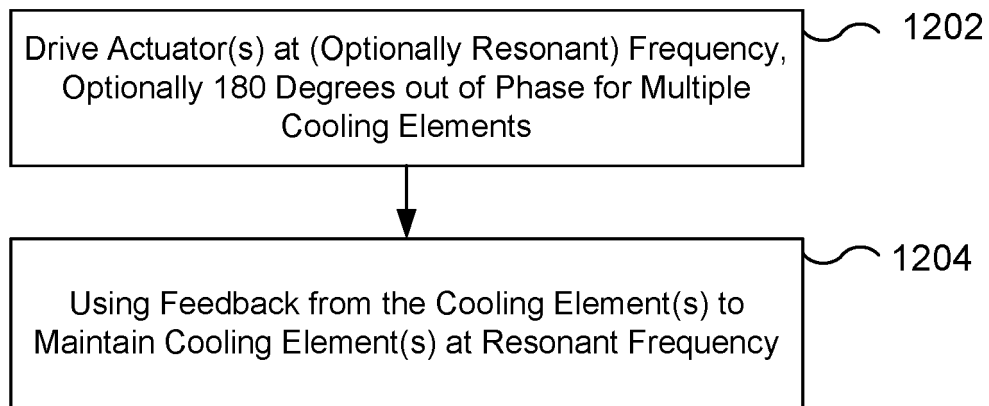 Drive Actuator(s) at (Optionally Resonant) Frequency,
Optionally 180 Degrees out of Phase for Multiple
Cooling Elements
1202
Using Feedback from the Cooling Element(s) to
Maintain Cooling Element(s) at Resonant Frequency
1204